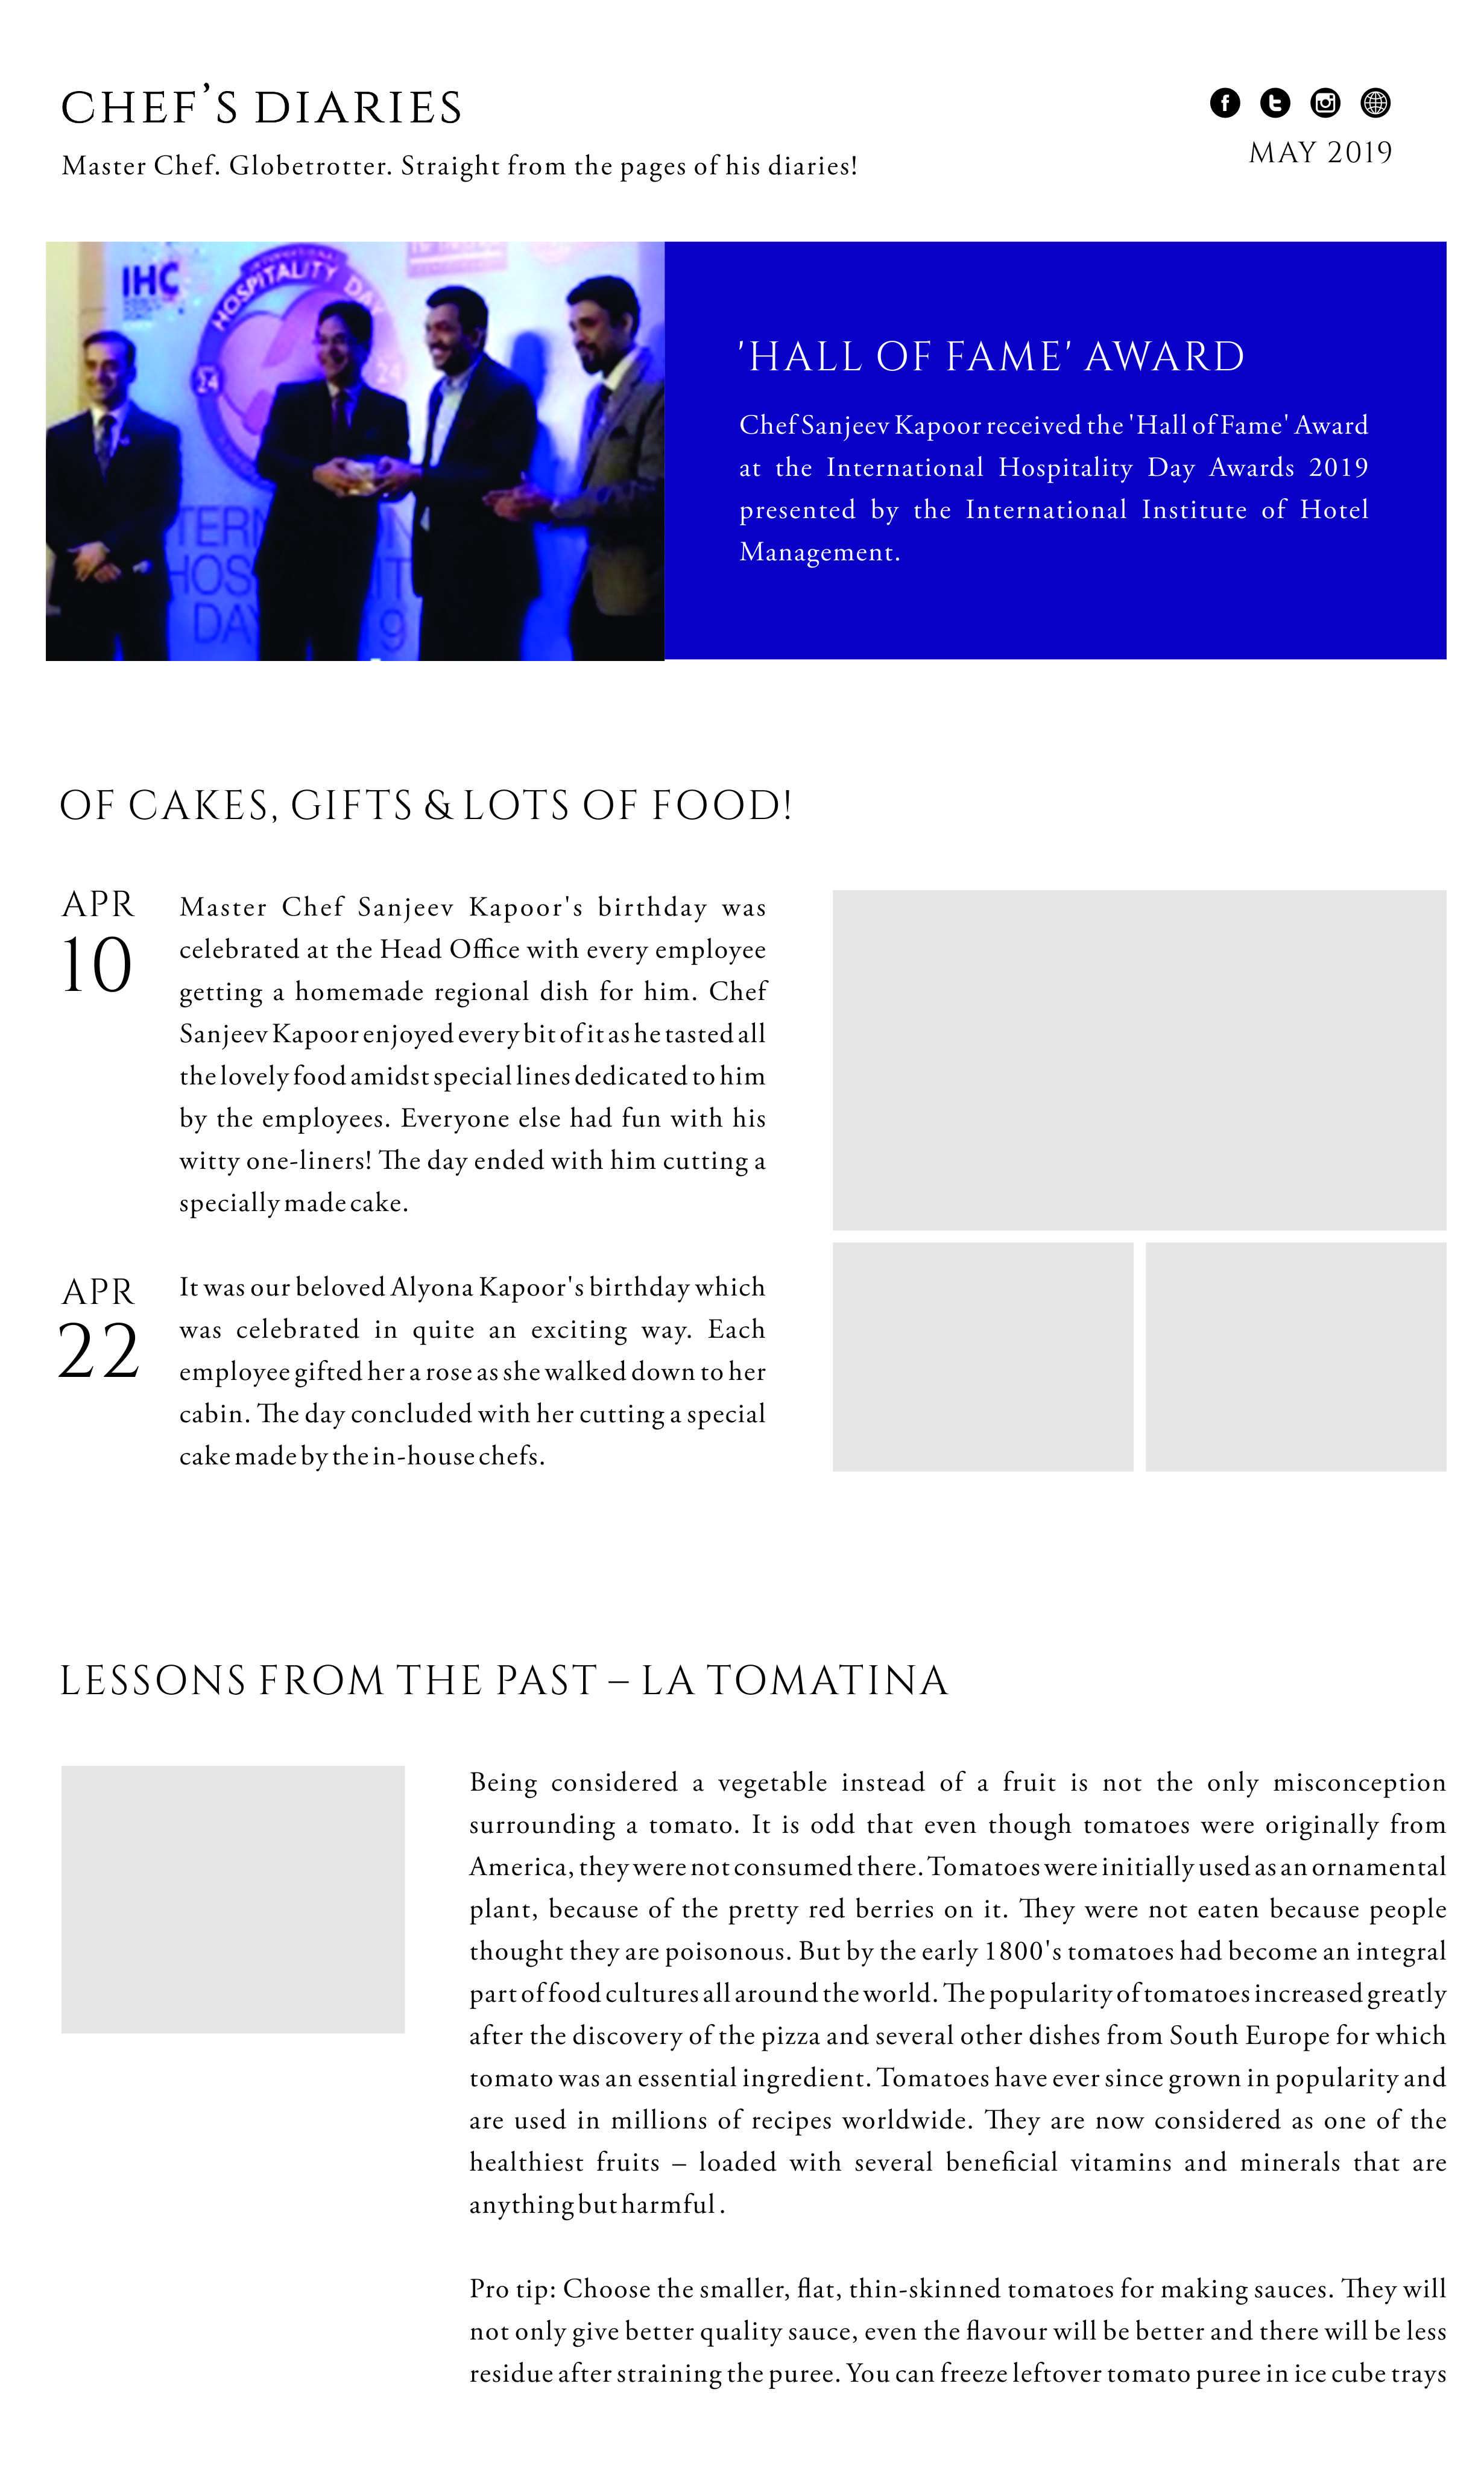 CHEF'S DIARIES
Master Chef. Globetrotter. Straight from the pages of his diaries!
MAY 2019
IHC
HOSPITALITY DAY
24
24
'HALL OF FAME' AWARD
Chef Sanjeev Kapoor received the 'Hall of Fame' Award
at the International Hospitality Day Awards 2019
presented by the International Institute of Hotel
Management.
OF CAKES, GIFTS & LOTS OF FOOD!
APR
10
Master Chef Sanjeev Kapoor's birthday was
celebrated at the Head Office with every employee
getting a homemade regional dish for him. Chef
Sanjeev Kapoor enjoyed every bit of it as he tasted all
the lovely food amidst special lines dedicated to him
by the employees. Everyone else had fun with his
witty one-liners! The day ended with him cutting a
specially made cake.
APR
22
It was our beloved Alyona Kapoor's birthday which
was celebrated in quite an exciting way. Each
employee gifted her a rose as she walked down to her
cabin. The day concluded with her cutting a special
cake made by the in-house chefs.
LESSONS FROM THE PAST – LA TOMATINA
Being considered a vegetable instead of a fruit is not the only misconception
surrounding a tomato. It is odd that even though tomatoes were originally from
America, they were not consumed there. Tomatoes were initially used as an ornamental
plant, because of the pretty red berries on it. They were not eaten because people
thought they are poisonous. But by the early 1800's tomatoes had become an integral
part of food cultures all around the world. The popularity of tomatoes increased greatly
after the discovery of the pizza and several other dishes from South Europe for which
tomato was an essential ingredient. Tomatoes have ever since grown in popularity and
are used in millions of recipes worldwide. They are now considered as one of the
healthiest fruits – loaded with several beneficial vitamins and minerals that are
anything but harmful .
Pro tip: Choose the smaller, flat, thin-skinned tomatoes for making sauces. They will
not only give better quality sauce, even the flavour will be better and there will be less
residue after straining the puree. You can freeze leftover tomato puree in ice cube trays